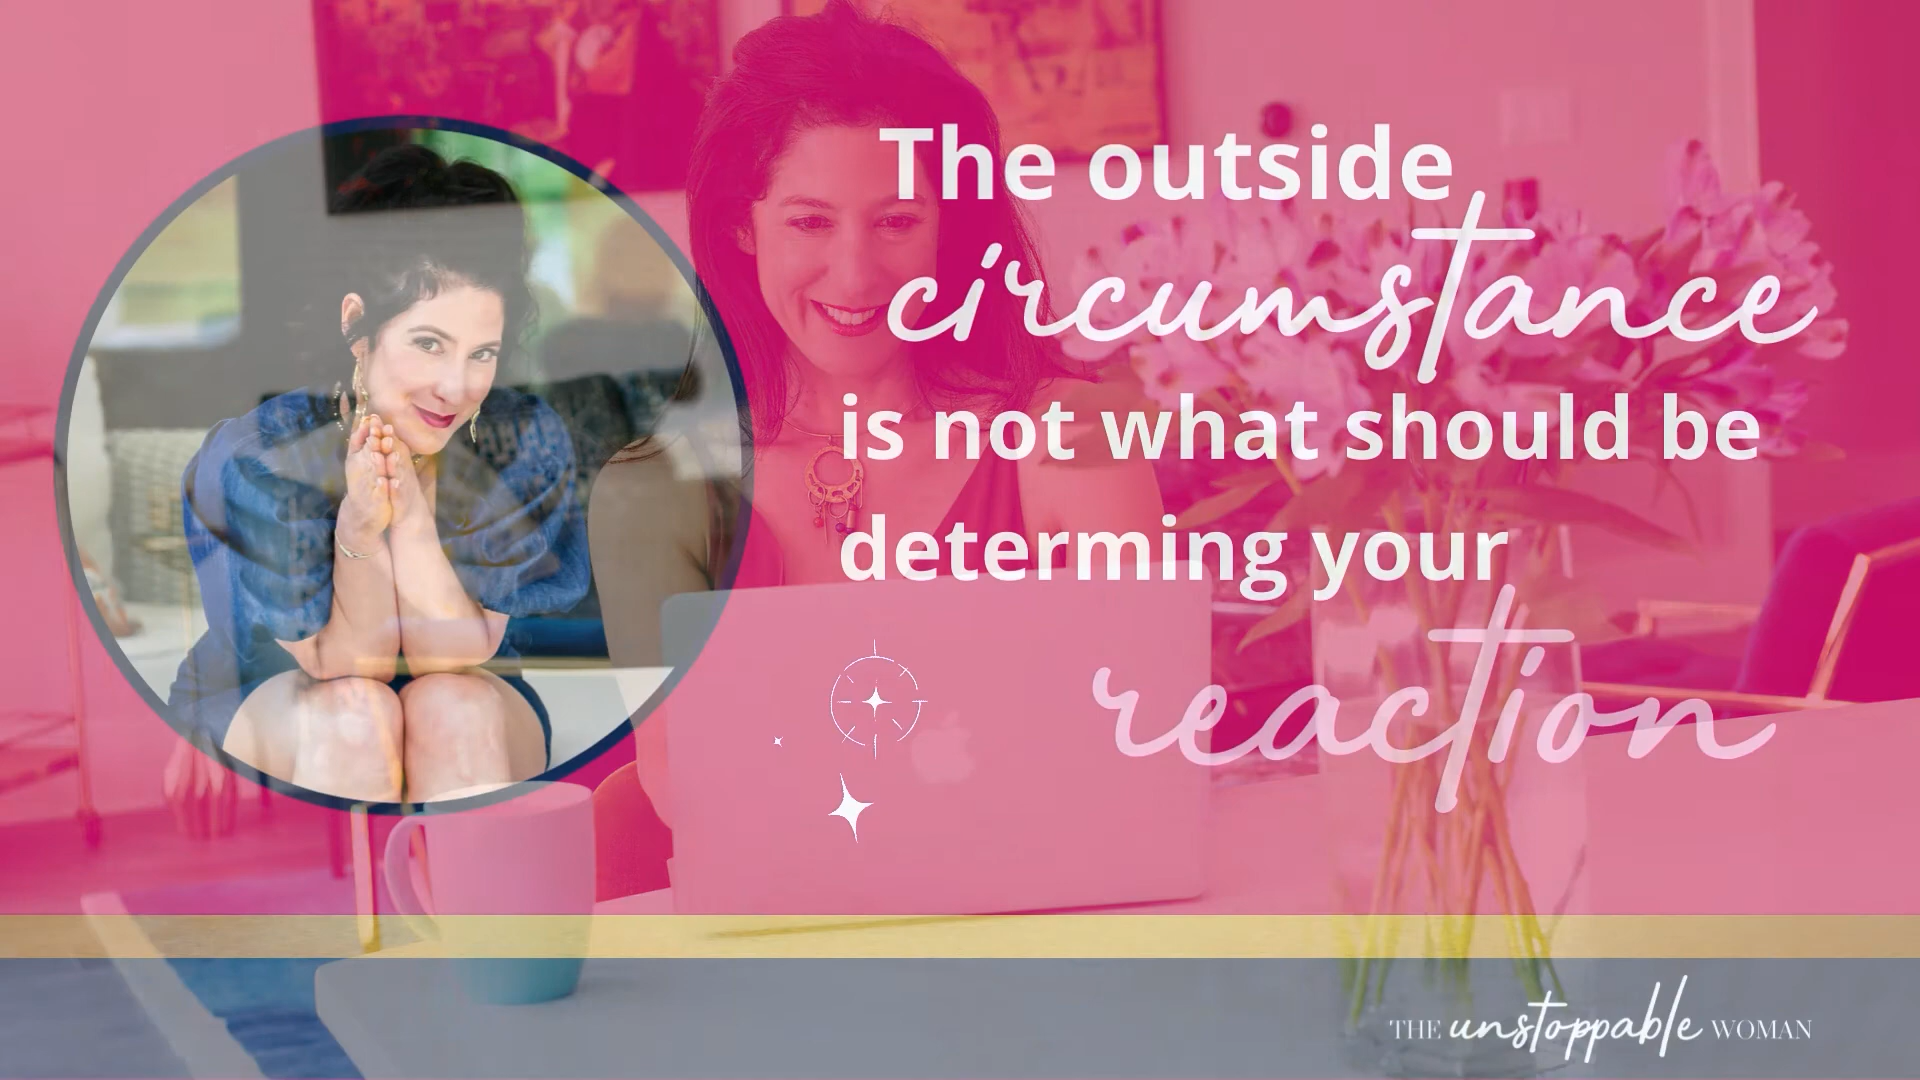 The outside
circumstance
is not what should be
determing your
reaction
THE unstoppable WOMAN